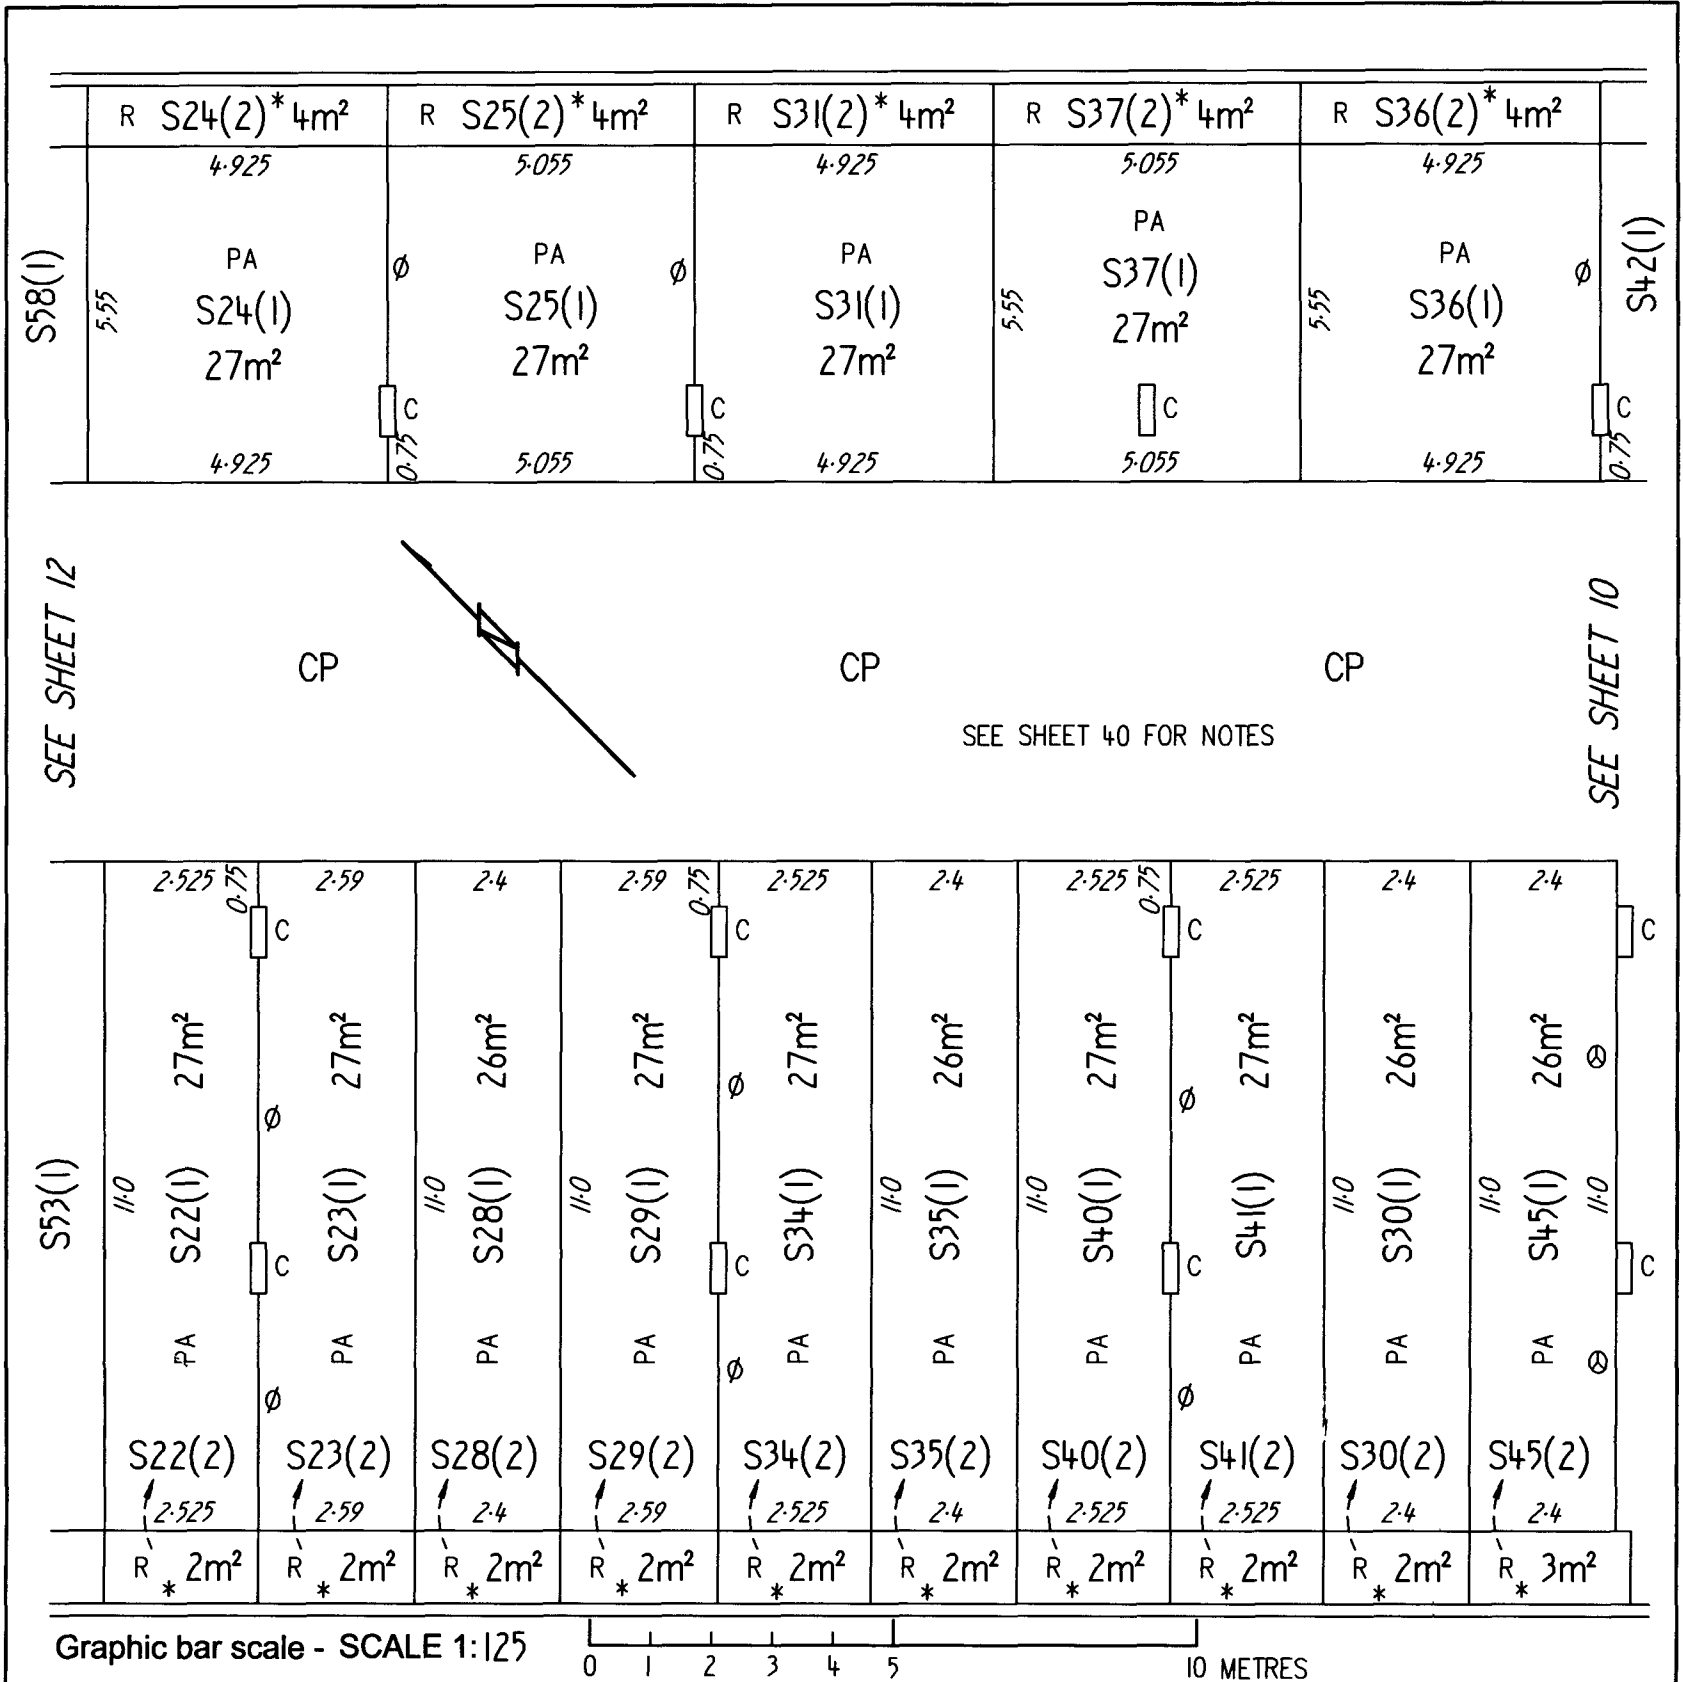 R S24(2)* 4m² R S25(2)* 4m² R S31(2)* 4m² R S37(2)* 4m² R S36(2)* 4m²
4·925 5·055 4·925 5·055 4·925
S58(1)
5·55
PA
S24(1)
27m²
Ø
PA
S25(1)
27m²
Ø
PA
S31(1)
27m²
5·55
PA
S37(1)
27m²
5·55
PA
S36(1)
27m²
Ø
S42(1)
C C C C
0·75 0·75 0·75
4·925 5·055 4·925 5·055 4·925
SEE SHEET 12
CP CP CP
SEE SHEET 40 FOR NOTES
SEE SHEET 10
2·525 0·75 2·59 2·4 2·59 0·75 2·525 2·4 2·525 0·75 2·525 2·4 2·4
C C C C
27m² 27m² 26m² 27m² 27m² 26m² 27m² 27m² 26m² 26m²
Ø Ø Ø
S53(1)
11·0 S22(1) S23(1) 11·0 S28(1) 11·0 S29(1) S34(1) 11·0 S35(1) 11·0 S40(1) S41(1) 11·0 S30(1) 11·0 S45(1) 11·0
C C C C
PA PA PA PA PA PA PA PA PA PA
Ø Ø Ø
S22(2) S23(2) S28(2) S29(2) S34(2) S35(2) S40(2) S41(2) S30(2) S45(2)
2·525 2·59 2·4 2·59 2·525 2·4 2·525 2·525 2·4 2·4
R * 2m² R * 2m² R * 2m² R * 2m² R * 2m² R * 2m² R * 2m² R * 2m² R * 2m² R * 3m²
Graphic bar scale - SCALE 1:125
0 1 2 3 4 5 10 METRES